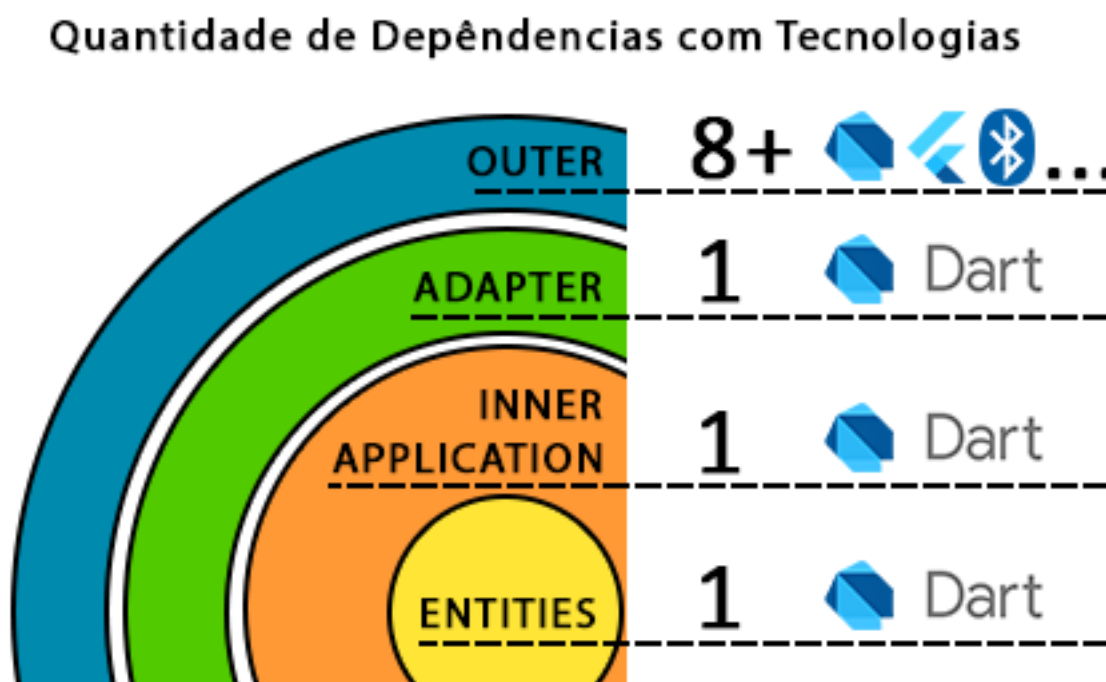 Quantidade de Depêndencias com Tecnologias
OUTER 8+ ...
ADAPTER 1 Dart
INNER
APPLICATION 1 Dart
ENTITIES 1 Dart